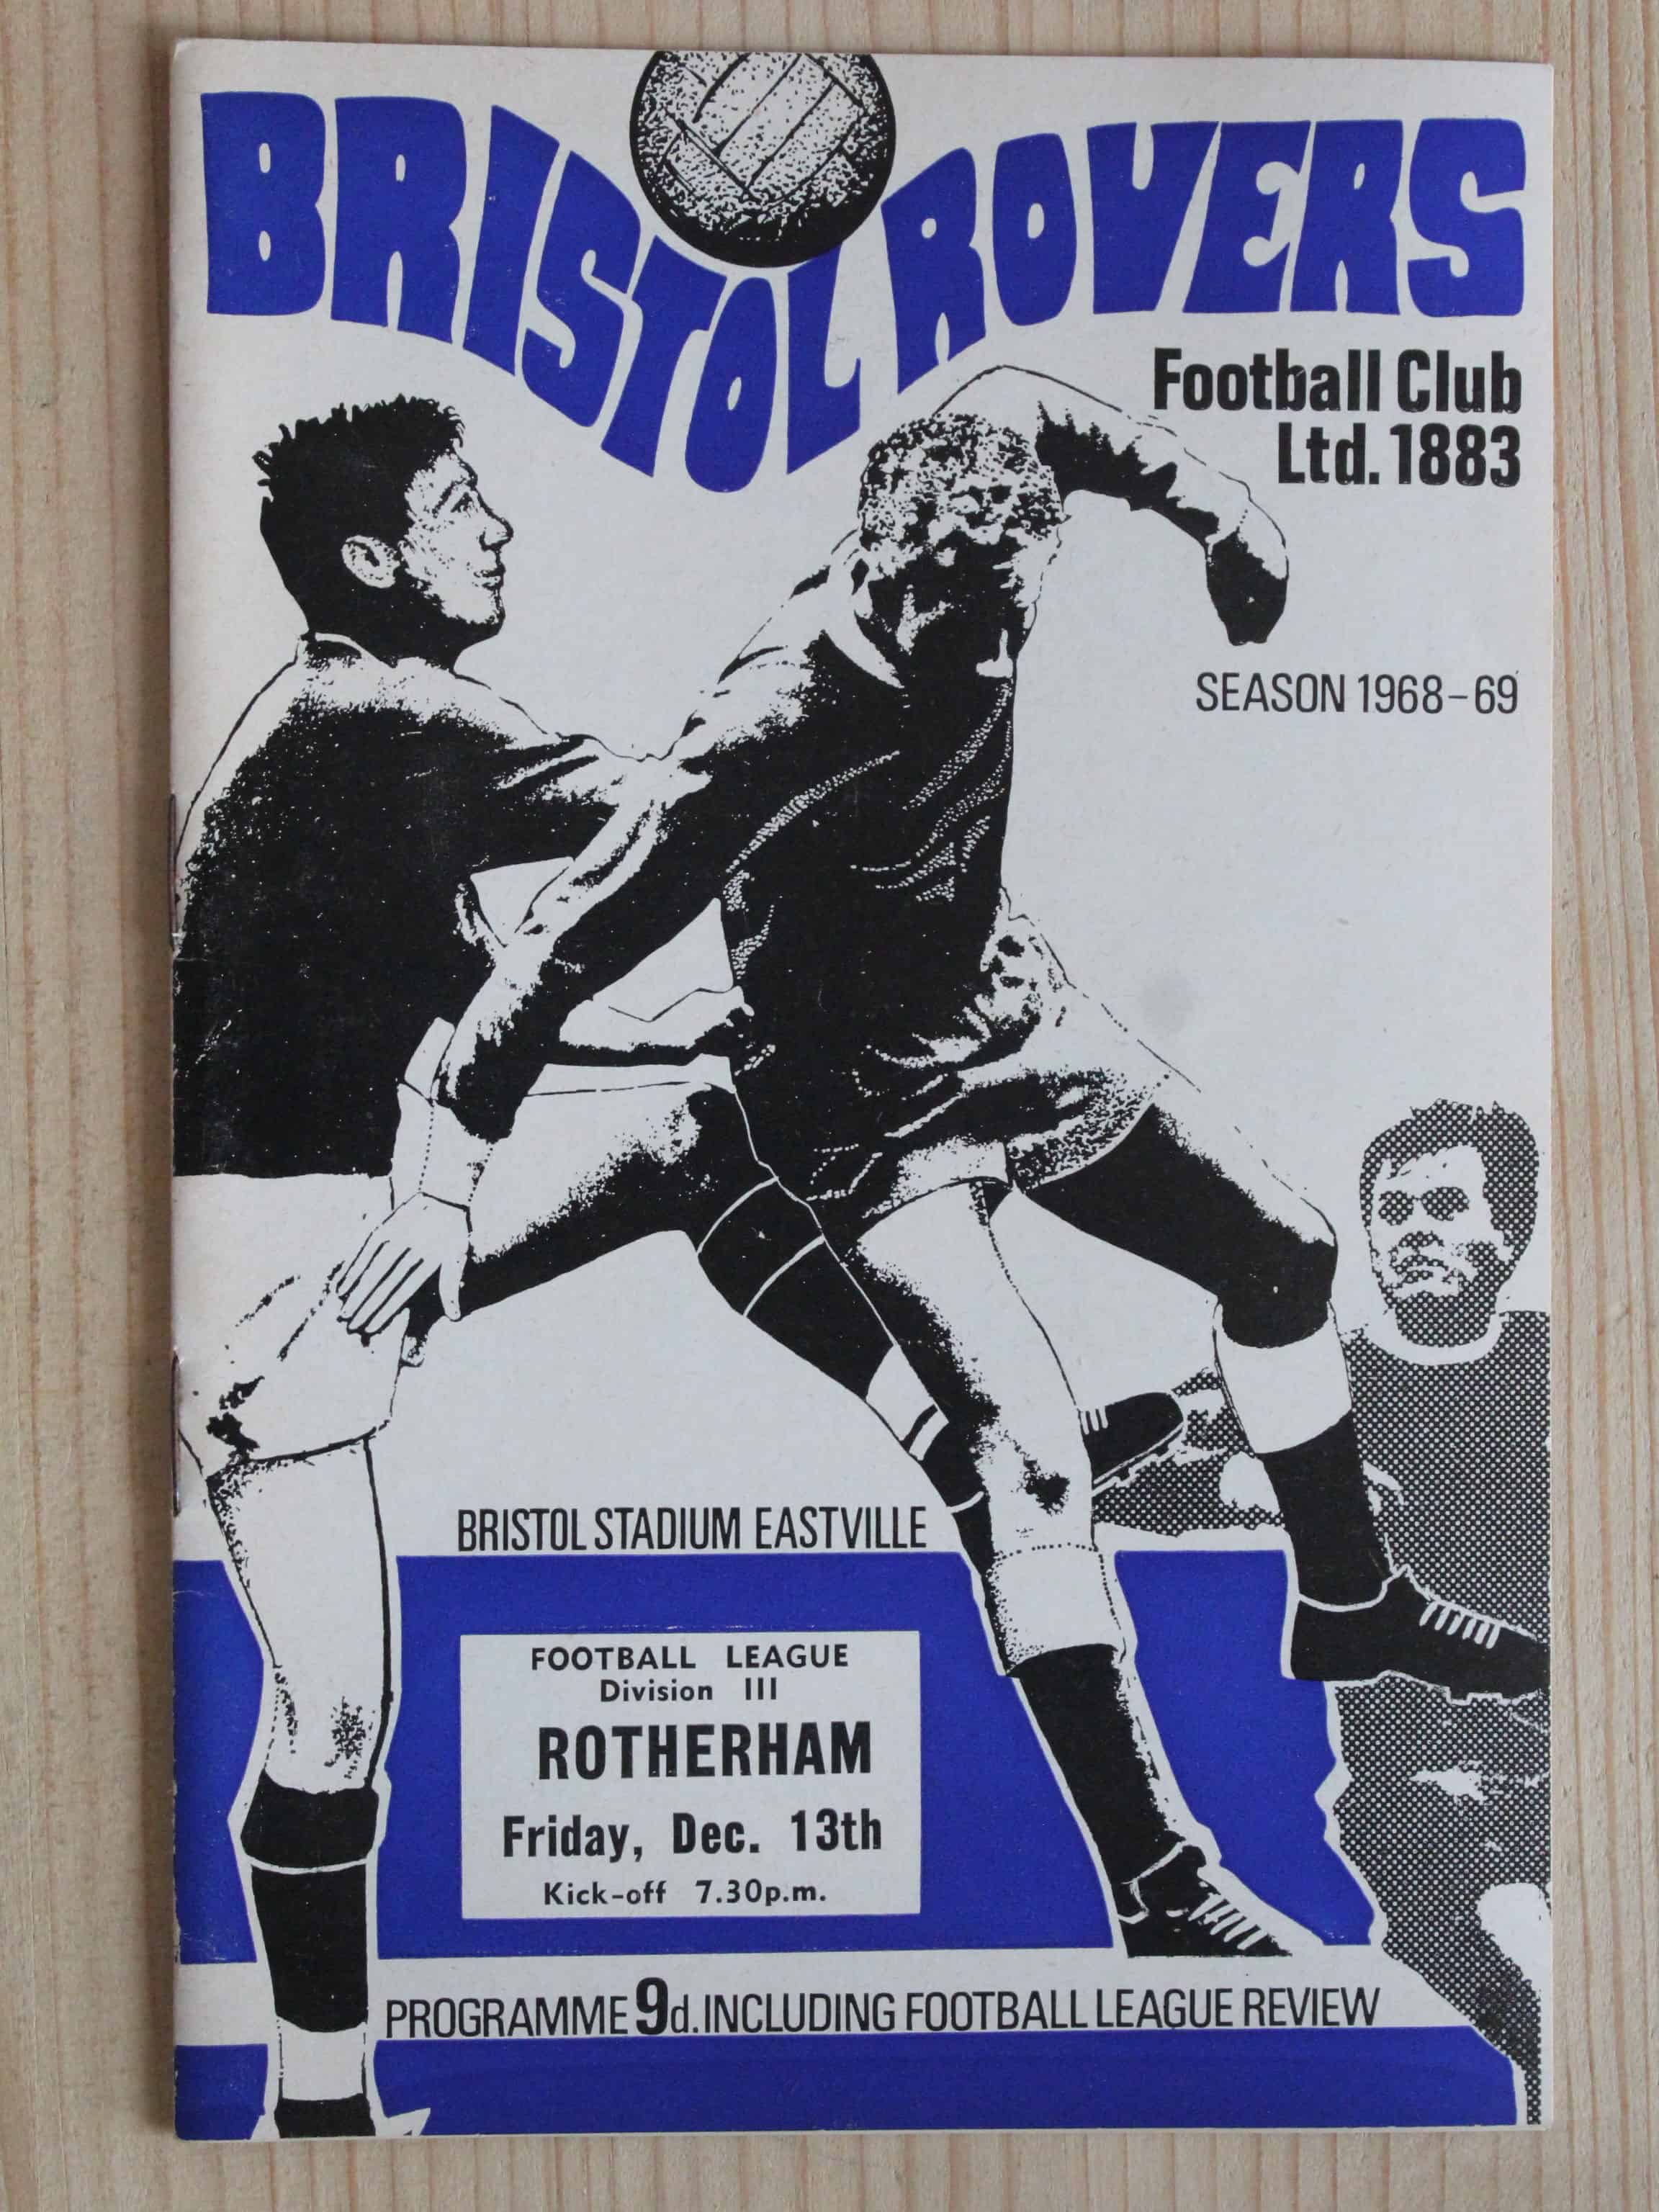 BRISTOL ROVERS
Football Club
Ltd. 1883
SEASON 1968-69
BRISTOL STADIUM EASTVILLE
FOOTBALL LEAGUE
Division III
ROTHERHAM
Friday, Dec. 13th
Kick-off 7.30p.m.
PROGRAMME 9d. INCLUDING FOOTBALL LEAGUE REVIEW